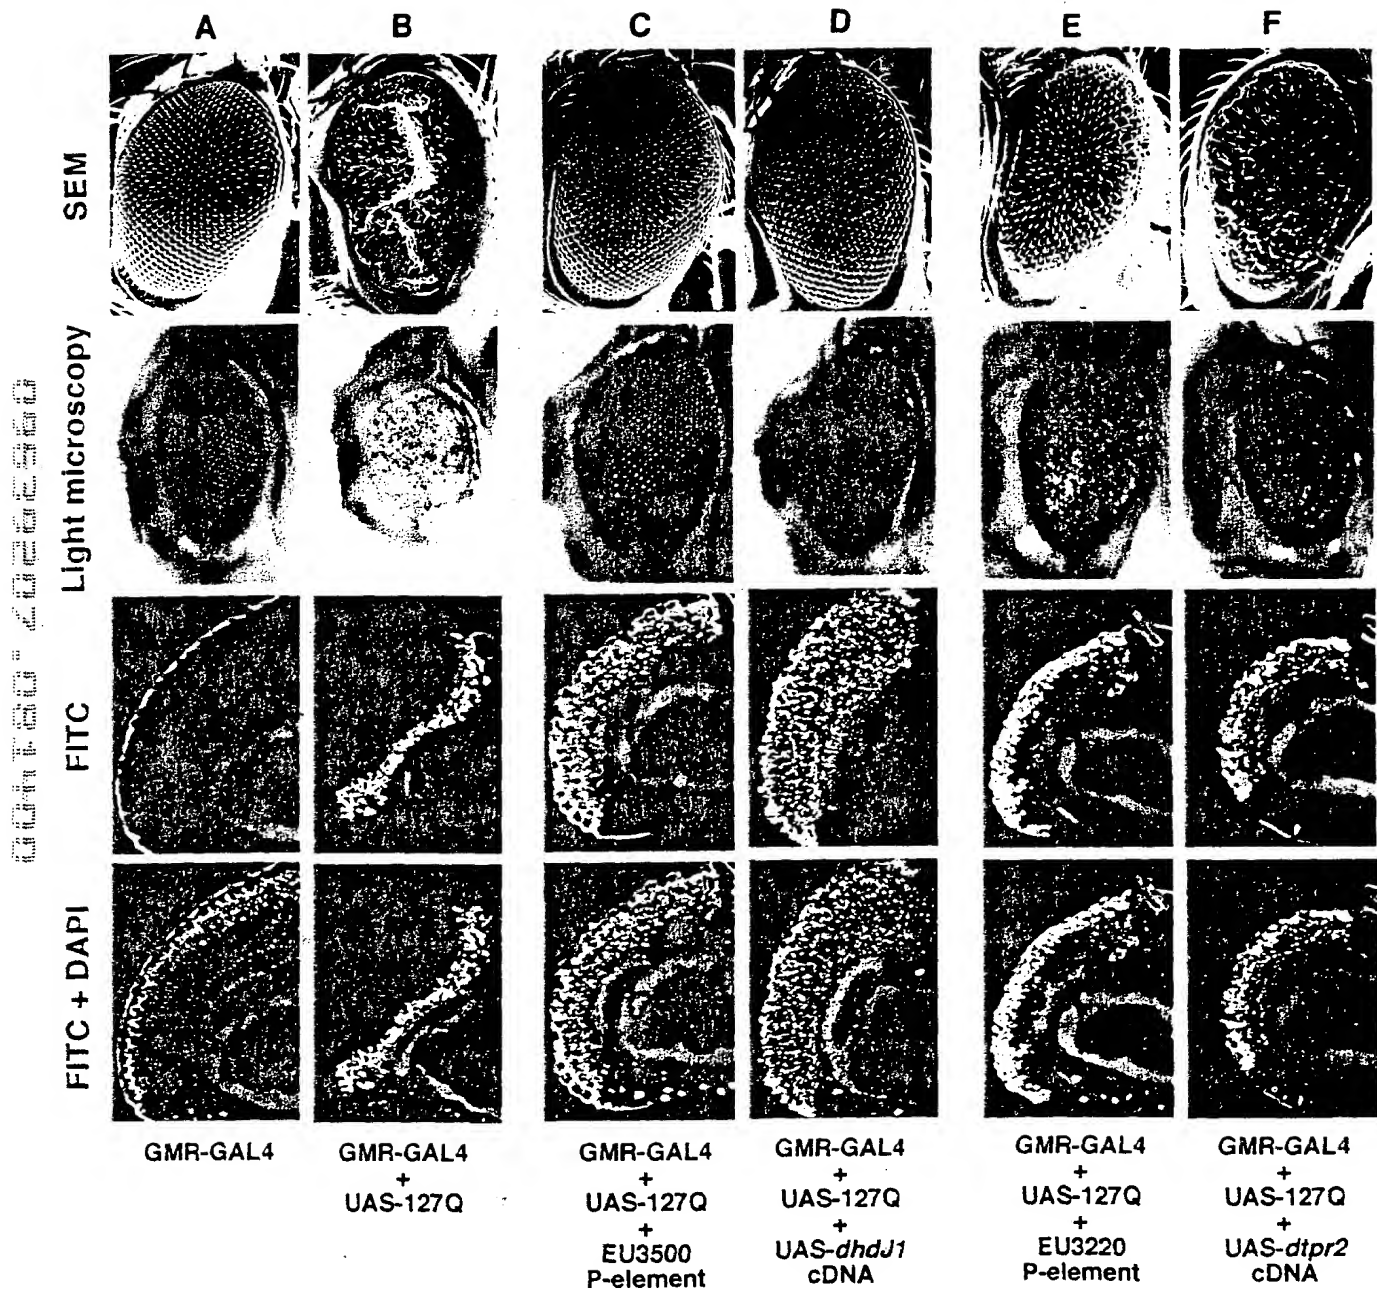 A B C D E F
SEM
Light microscopy
FITC
FITC + DAPI
GMR-GAL4
GMR-GAL4
+
UAS-127Q
GMR-GAL4
+
UAS-127Q
+
EU3500
P-element
GMR-GAL4
+
UAS-127Q
+
UAS-dhdJ1
cDNA
GMR-GAL4
+
UAS-127Q
+
EU3220
P-element
GMR-GAL4
+
UAS-127Q
+
UAS-dtpr2
cDNA